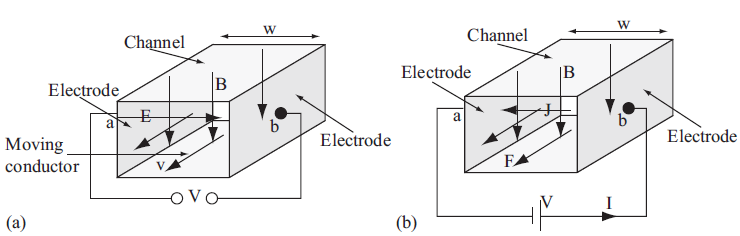 w
Channel
Electrode
B
E
a
b
Moving
conductor
v
Electrode
V
(a)
w
Channel
Electrode
B
J
a
b
Electrode
F
V
I
(b)